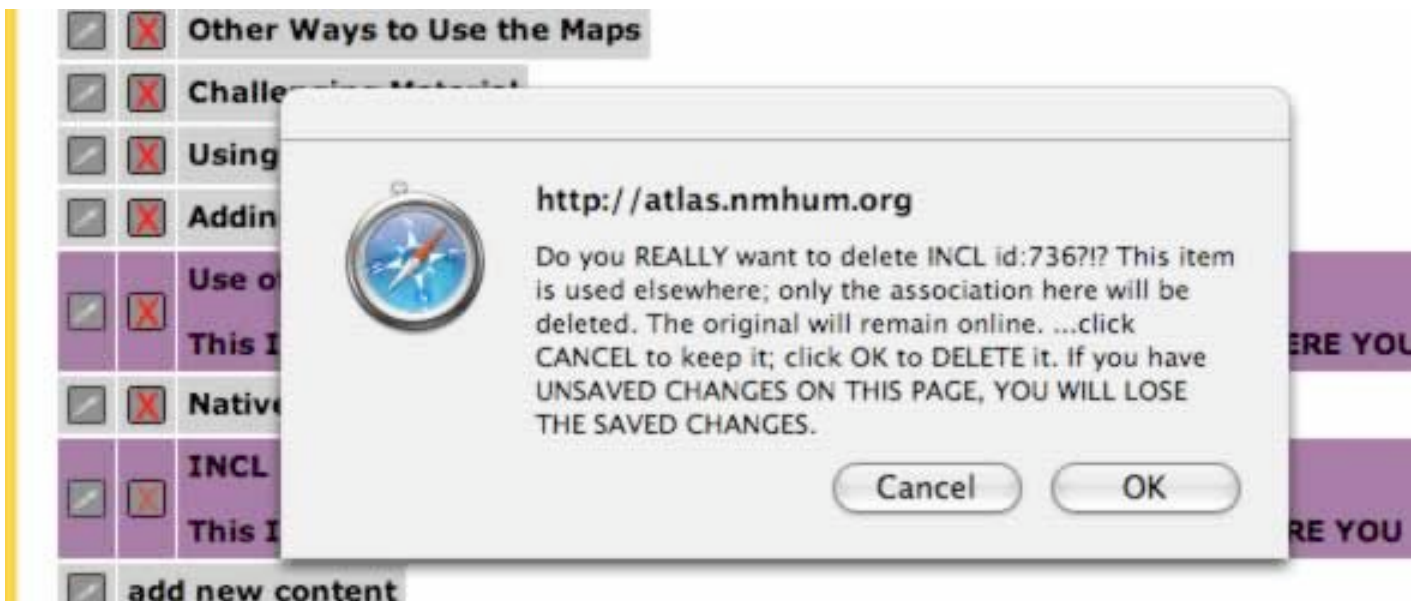 Other Ways to Use the Maps
Challenging Material
Using
Addin
Use o
This I
ERE YOU
Native
INCL
This I
RE YOU
add new content
http://atlas.nmhum.org
Do you REALLY want to delete INCL id:736?!? This item
is used elsewhere; only the association here will be
deleted. The original will remain online. ...click
CANCEL to keep it; click OK to DELETE it. If you have
UNSAVED CHANGES ON THIS PAGE, YOU WILL LOSE
THE SAVED CHANGES.
Cancel
OK